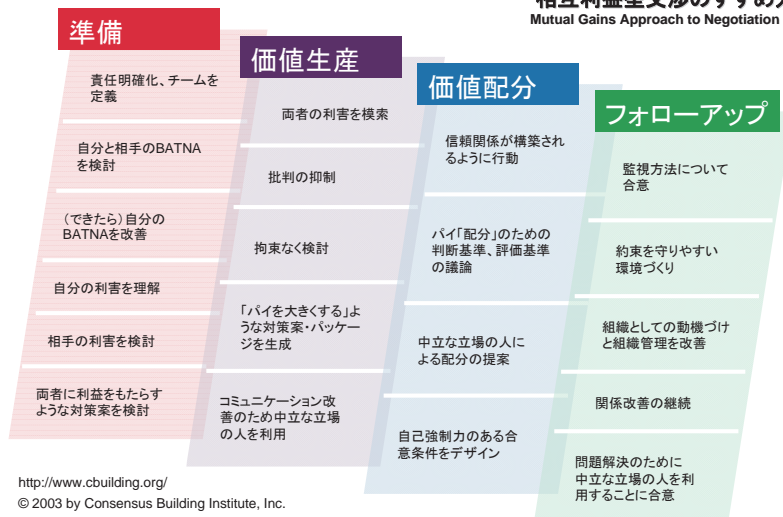 相互利益型交渉のすすめ方
Mutual Gains Approach to Negotiation
準備
責任明確化、チームを
定義
自分と相手のBATNA
を検討
(できたら)自分の
BATNAを改善
自分の利害を理解
相手の利害を検討
両者に利益をもたらす
ような対策案を検討
価値生産
両者の利害を検索
批判の抑制
拘束なく検討
「パイを大きくする」よ
うな対策案・パッケー
ジを生成
コミュニケーション改
善のため中立な立場
の人を利用
価値配分
信頼関係が構築され
るように行動
パイ「配分」のための
判断基準、評価基準
の議論
中立な立場の人に
よる配分の提案
自己強制力のある合
意条件をデザイン
フォローアップ
監視方法について
合意
約束を守りやすい
環境づくり
組織としての動機づけ
と組織管理を改善
関係改善の継続
問題解決のために
中立な立場の人を利
用することに合意
http://www.cbuilding.org/
© 2003 by Consensus Building Institute, Inc.